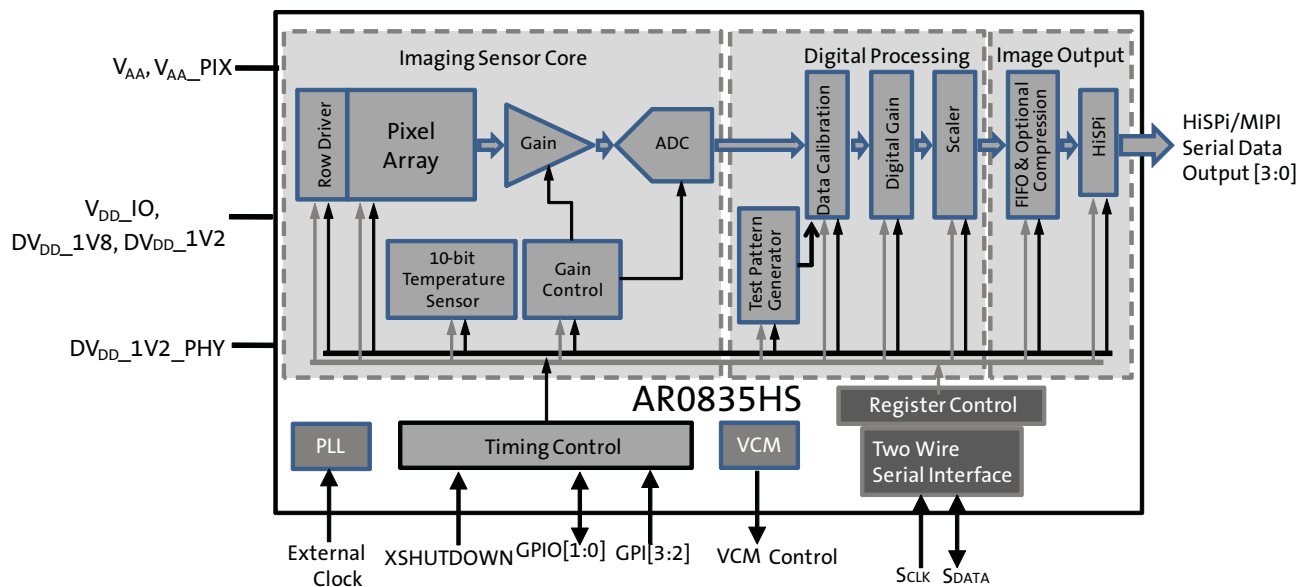 Imaging Sensor Core
Digital Processing
Image Output
VAA, VAA_PIX
Row Driver
Pixel
Array
Gain
ADC
Data Calibration
Digital Gain
Scaler
FIFO & Optional
Compression
HiSPi
HiSPi/MIPI
Serial Data
Output [3:0]
VDD_IO,
DVDD_1V8, DVDD_1V2
10-bit
Temperature
Sensor
Gain
Control
Test Pattern
Generator
DVDD_1V2_PHY
AR0835HS
Register Control
PLL
Timing Control
VCM
Two Wire
Serial Interface
External
Clock
XSHUTDOWN
GPIO[1:0]
GPI[3:2]
VCM Control
SCLK
SDATA